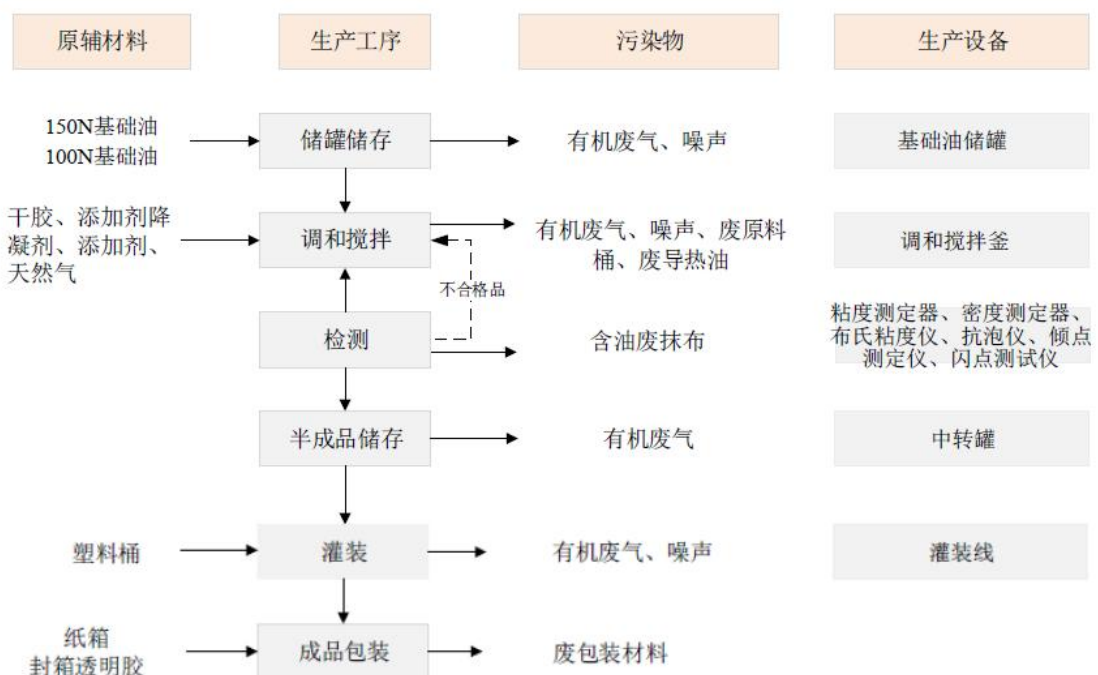 原辅材料
生产工序
污染物
生产设备
150N基础油
100N基础油
储罐储存
有机废气、噪声
基础油储罐
干胶、添加剂降
凝剂、添加剂、
天然气
调和搅拌
有机废气、噪声、废原料
桶、废导热油
调和搅拌釜
不合格品
检测
含油废抹布
粘度测定器、密度测定器、
布氏粘度仪、抗泡仪、倾点
测定仪、闪点测试仪
半成品储存
有机废气
中转罐
塑料桶
灌装
有机废气、噪声
灌装线
纸箱
封箱透明胶
成品包装
废包装材料